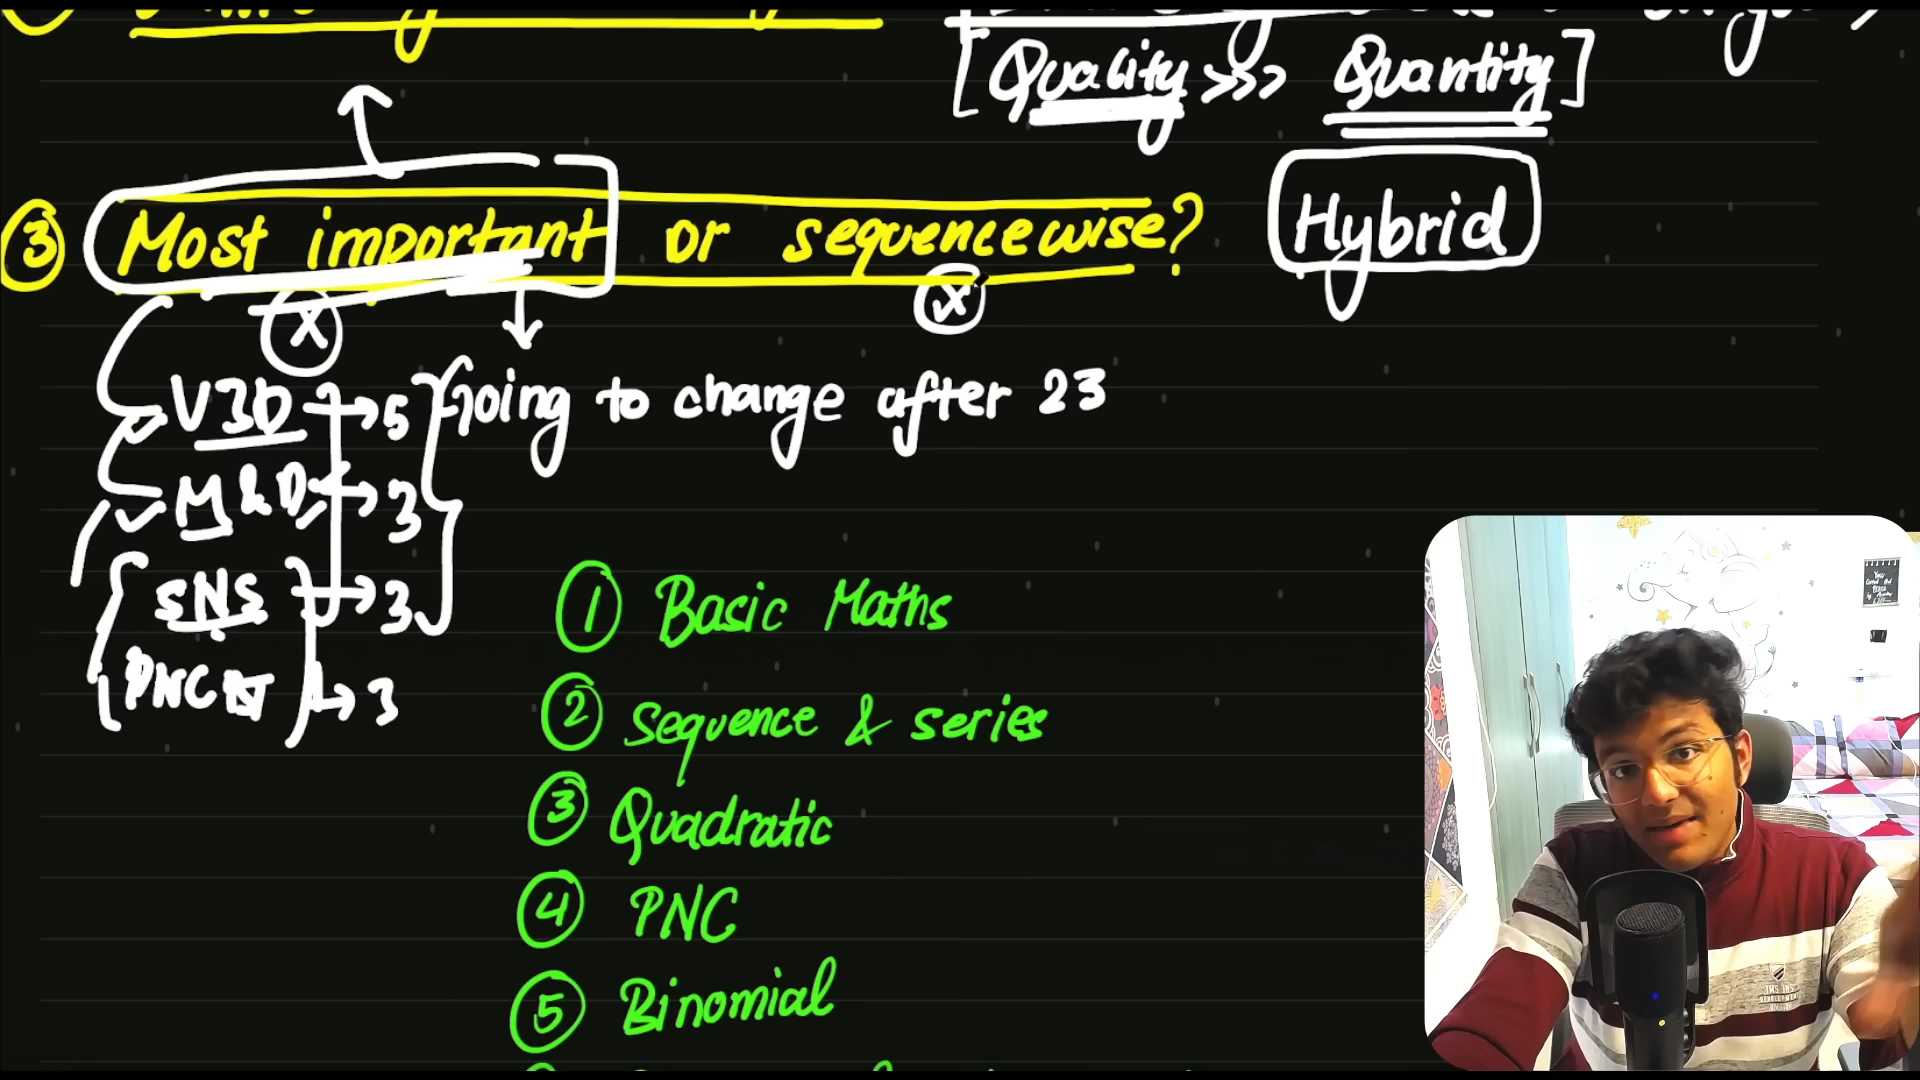 [Quality >>> Quantity]
③ Most important or sequencewise? Hybrid
X X
V3D → 5 Going to change after 23
M&D → 3
SNS → 3
PNC → 3
① Basic Maths
② Sequence & series
③ Quadratic
④ PNC
⑤ Binomial